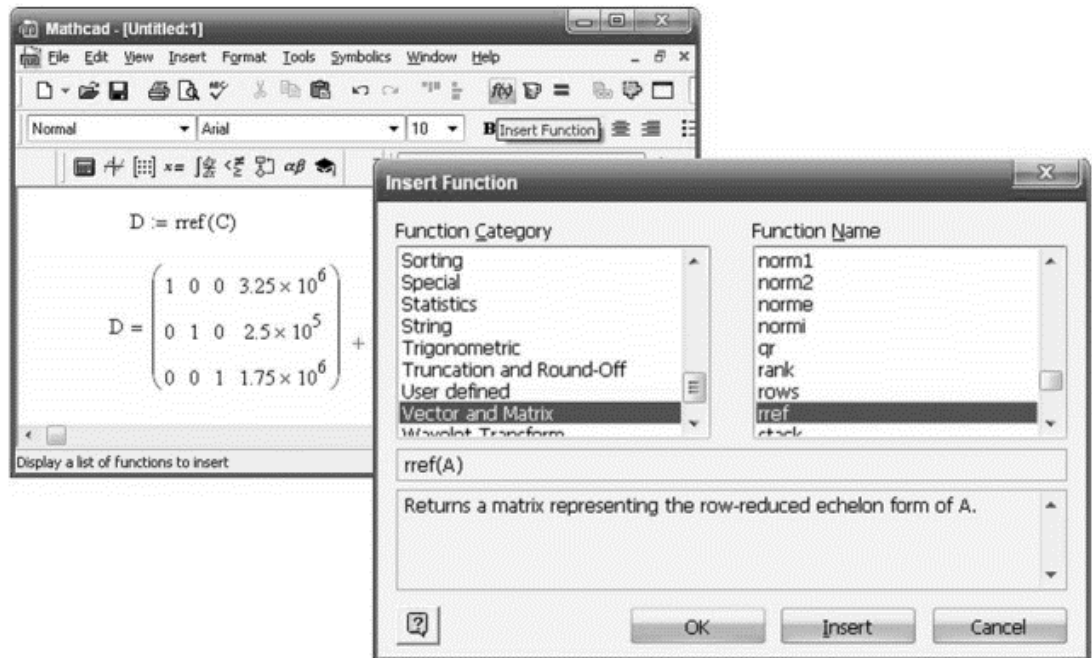 Mathcad - [Untitled:1]
File Edit View Insert Format Tools Symbolics Window Help
f(x) =
Normal Arial 10 B Insert Function
x= αβ
D := rref(C)
D = ( 1 0 0 3.25 × 10^6
0 1 0 2.5 × 10^5
0 0 1 1.75 × 10^6 ) +
Display a list of functions to insert
Insert Function
Function Category
Sorting
Special
Statistics
String
Trigonometric
Truncation and Round-Off
User defined
Vector and Matrix
Wavelet Transform
Function Name
norm1
norm2
norme
normi
qr
rank
rows
rref
stack
rref(A)
Returns a matrix representing the row-reduced echelon form of A.
OK Insert Cancel